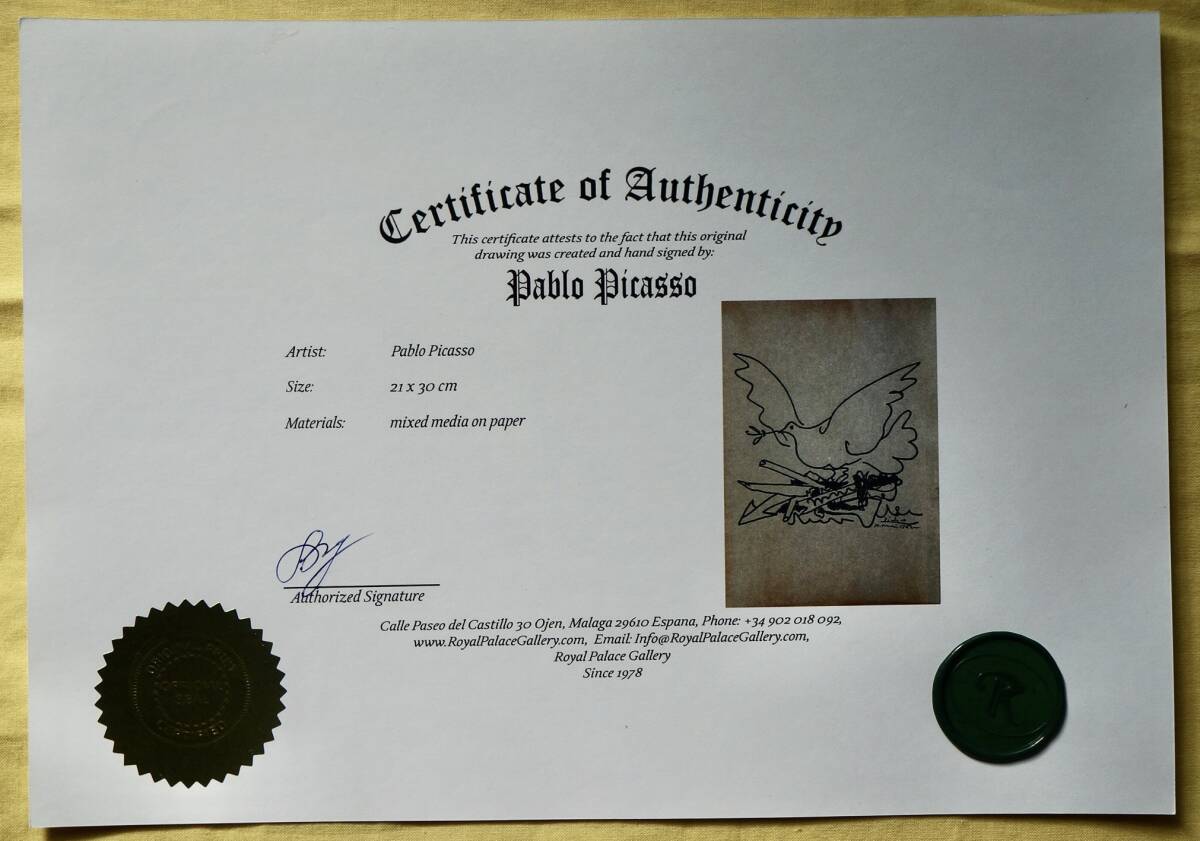 Certificate of Authenticity
This certificate attests to the fact that this original
drawing was created and hand signed by:
Pablo Picasso
Artist: Pablo Picasso
Size: 21 x 30 cm
Materials: mixed media on paper
Authorized Signature
Calle Paseo del Castillo 30 Ojen, Malaga 29610 Espana, Phone: +34 902 018 092,
www.RoyalPalaceGallery.com, Email: Info@RoyalPalaceGallery.com,
Royal Palace Gallery
Since 1978
R